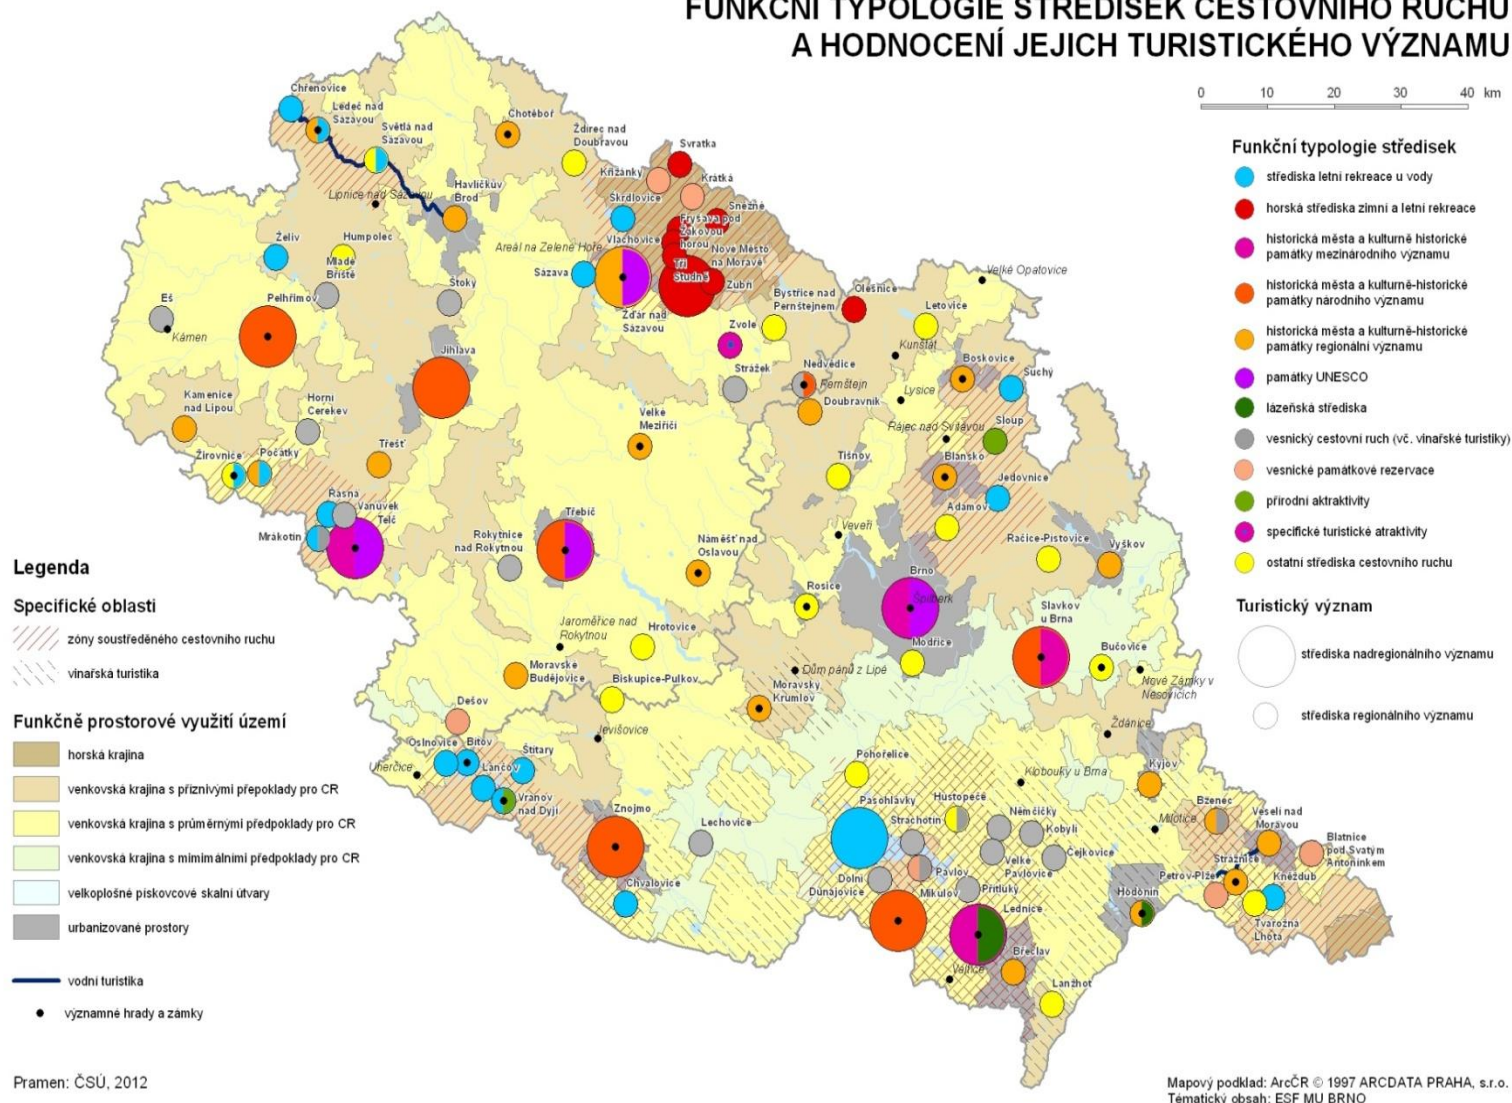 FUNKČNÍ TYPOLOGIE STŘEDISEK CESTOVNÍHO RUCHU
A HODNOCENÍ JEJICH TURISTICKÉHO VÝZNAMU
0 10 20 30 40 km
Funkční typologie středisek
střediska letní rekreace u vody
horská střediska zimní a letní rekreace
historická města a kulturně historické
památky mezinárodního významu
historická města a kulturně-historické
památky národního významu
historická města a kulturně-historické
památky regionální významu
památky UNESCO
lázeňská střediska
vesnický cestovní ruch (vč. vinařské turistiky)
vesnické památkové rezervace
přírodní aktraktivity
specifické turistické atraktivity
ostatní střediska cestovního ruchu
Turistický význam
střediska nadregionálního významu
střediska regionálního významu
Chřenovice
Ledeč nad
Sázavou
Světlá nad
Sázavou
Chotěboř
Ždírec nad
Doubravou
Svratka
Křižánky
Krátká
Lipnice nad Sázavou
Havlíčkův
Brod
Škrdlovice
Sněžné
Fryšava pod
Žákovou
horou
Areál na Zelené Hoře
Vlachovice
Nové Město
na Moravě
Tři
Studně
Želiv
Humpolec
Mladé
Bříště
Sázava
Zubří
Štoky
Žďár nad
Sázavou
Bystřice nad
Pernštejnem
Olešnice
Velké Opatovice
Letovice
Eš
Kámen
Pelhřimov
Jihlava
Zvole
Strážek
Kunštát
Nedvědice
Pernštejn
Doubravník
Lysice
Boskovice
Suchý
Kamenice
nad Lipou
Horní
Cerekev
Třešť
Velké
Meziříčí
Rájec nad Svitavou
Sloup
Žirovnice
Počátky
Tišnov
Blansko
Jedovnice
Řásná
Vanůvek
Telč
Mrákotín
Adamov
Rokytnice
nad Rokytnou
Třebíč
Náměšť nad
Oslavou
Veveří
Račice-Pistovice
Vyškov
Rosice
Brno
Špilberk
Modřice
Slavkov
u Brna
Bučovice
Nové Zámky v
Nesovicích
Jaroměřice nad
Rokytnou
Hrotovice
Moravské
Budějovice
Biskupice-Pulkov
Dům pánů z Lipé
Moravský
Krumlov
Dešov
Jevišovice
Ždánice
Oslnovice
Bítov
Štítary
Uherčice
Lančov
Vranov
nad Dyjí
Pohořelice
Klobouky u Brna
Kyjov
Znojmo
Lechovice
Pasohlávky
Hustopeče
Strachotín
Němčičky
Kobylí
Velké
Pavlovice
Čejkovice
Milotice
Bzenec
Veselí nad
Moravou
Blatnice
pod Svatým
Antonínkem
Chvalovice
Dolní
Dunajovice
Pavlov
Mikulov
Přítluky
Lednice
Hodonín
Petrov-Plže
Strážnice
Kněždub
Tvarožná
Lhota
Valtice
Břeclav
Lanžhot
Legenda
Specifické oblasti
zóny soustředěného cestovního ruchu
vinařská turistika
Funkčně prostorové využití území
horská krajina
venkovská krajina s příznivými přepoklady pro CR
venkovská krajina s průměrnými předpoklady pro CR
venkovská krajina s mimimálními předpoklady pro CR
velkoplošné pískovcové skalní útvary
urbanizované prostory
vodní turistika
významné hrady a zámky
Pramen: ČSÚ, 2012
Mapový podklad: ArcČR © 1997 ARCDATA PRAHA, s.r.o.
Tématický obsah: ESF MU BRNO